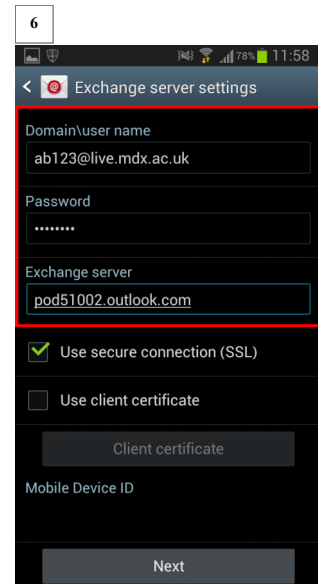 6
78% 11:58
Exchange server settings
Domain\user name
ab123@live.mdx.ac.uk
Password
••••••••
Exchange server
pod51002.outlook.com
Use secure connection (SSL)
Use client certificate
Client certificate
Mobile Device ID
Next